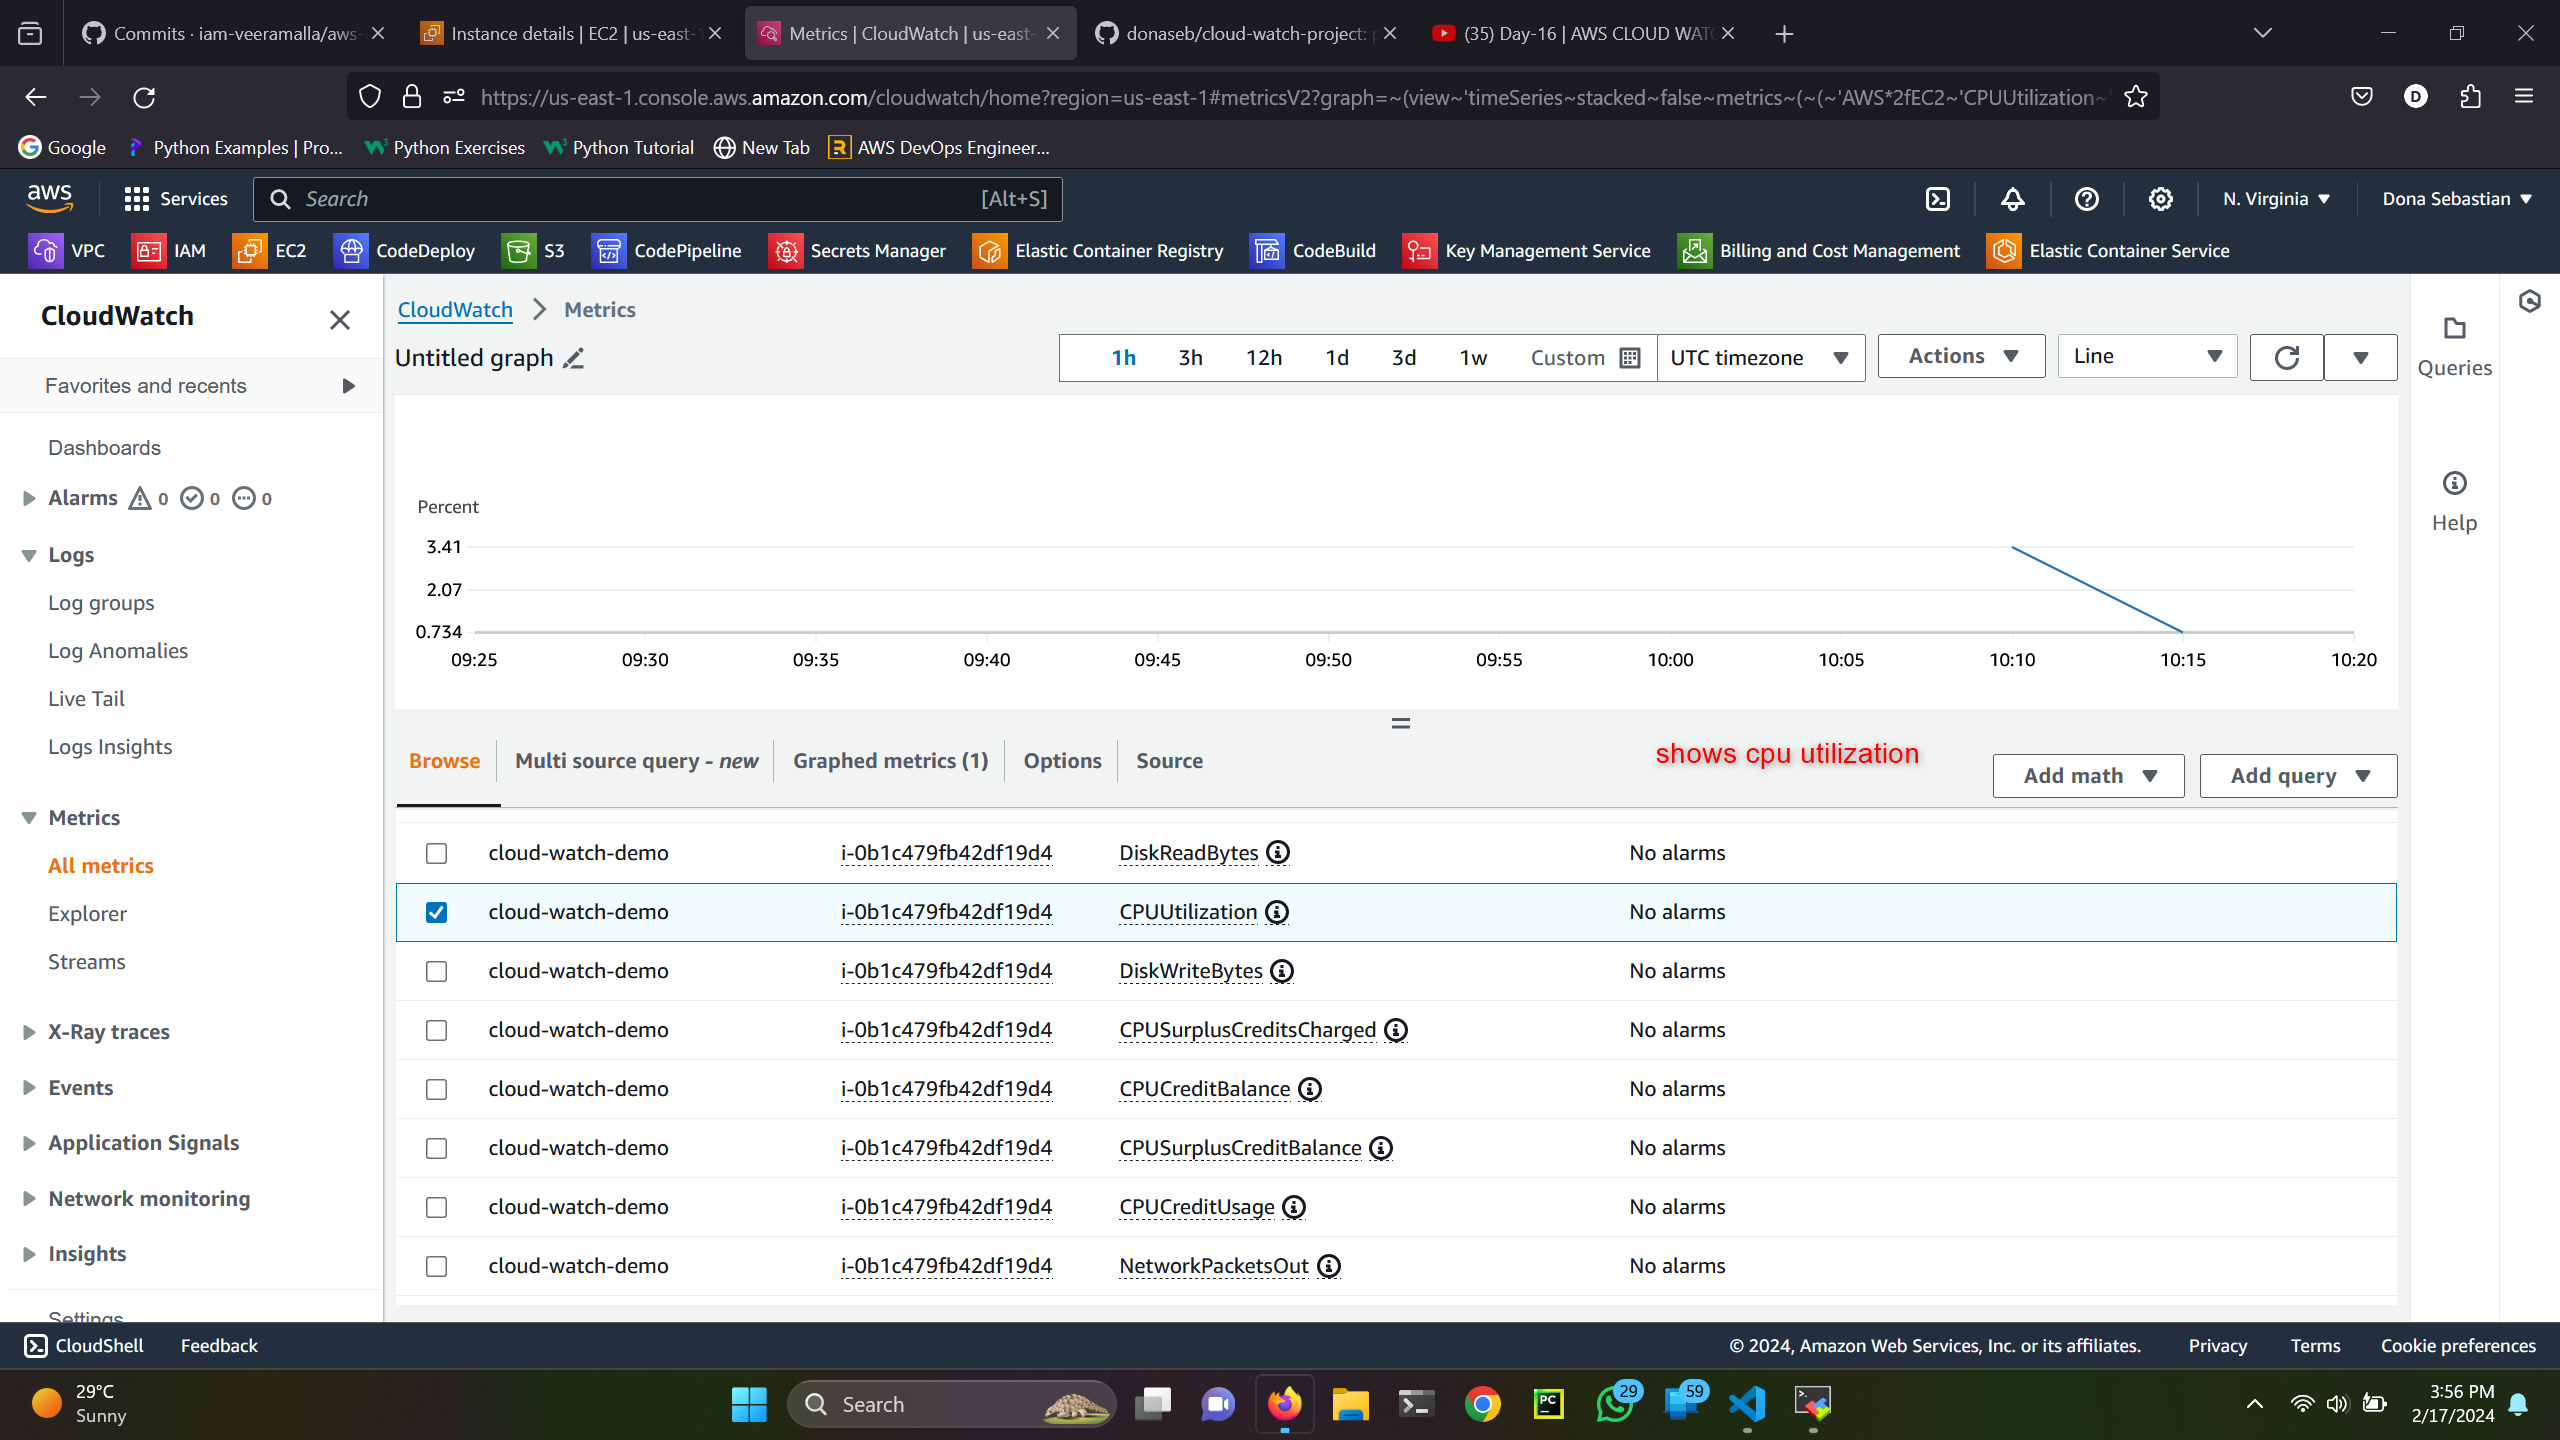 Commits · iam-veeramalla/aws-
Instance details | EC2 | us-east-1
Metrics | CloudWatch | us-east-
donaseb/cloud-watch-project: p
(35) Day-16 | AWS CLOUD WATC
https://us-east-1.console.aws.amazon.com/cloudwatch/home?region=us-east-1#metricsV2?graph=~(view~'timeSeries~stacked~false~metrics~(~(~'AWS*2fEC2~'CPUUtilization~'
D
Google
Python Examples | Pro...
Python Exercises
Python Tutorial
New Tab
AWS DevOps Engineer...
aws
Services
Search
[Alt+S]
N. Virginia
Dona Sebastian
VPC
IAM
EC2
CodeDeploy
S3
CodePipeline
Secrets Manager
Elastic Container Registry
CodeBuild
Key Management Service
Billing and Cost Management
Elastic Container Service
CloudWatch
Favorites and recents
Dashboards
Alarms 0 0 0
Logs
Log groups
Log Anomalies
Live Tail
Logs Insights
Metrics
All metrics
Explorer
Streams
X-Ray traces
Events
Application Signals
Network monitoring
Insights
Settings
CloudWatch
Metrics
Untitled graph
1h 3h 12h 1d 3d 1w Custom
UTC timezone
Actions
Line
Queries
Help
Percent
3.41
2.07
0.734
09:25 09:30 09:35 09:40 09:45 09:50 09:55 10:00 10:05 10:10 10:15 10:20
Browse
Multi source query - new
Graphed metrics (1)
Options
Source
shows cpu utilization
Add math
Add query
cloud-watch-demo i-0b1c479fb42df19d4 DiskReadBytes No alarms
cloud-watch-demo i-0b1c479fb42df19d4 CPUUtilization No alarms
cloud-watch-demo i-0b1c479fb42df19d4 DiskWriteBytes No alarms
cloud-watch-demo i-0b1c479fb42df19d4 CPUSurplusCreditsCharged No alarms
cloud-watch-demo i-0b1c479fb42df19d4 CPUCreditBalance No alarms
cloud-watch-demo i-0b1c479fb42df19d4 CPUSurplusCreditBalance No alarms
cloud-watch-demo i-0b1c479fb42df19d4 CPUCreditUsage No alarms
cloud-watch-demo i-0b1c479fb42df19d4 NetworkPacketsOut No alarms
CloudShell
Feedback
© 2024, Amazon Web Services, Inc. or its affiliates.
Privacy
Terms
Cookie preferences
29°C
Sunny
Search
PC
29
59
3:56 PM
2/17/2024